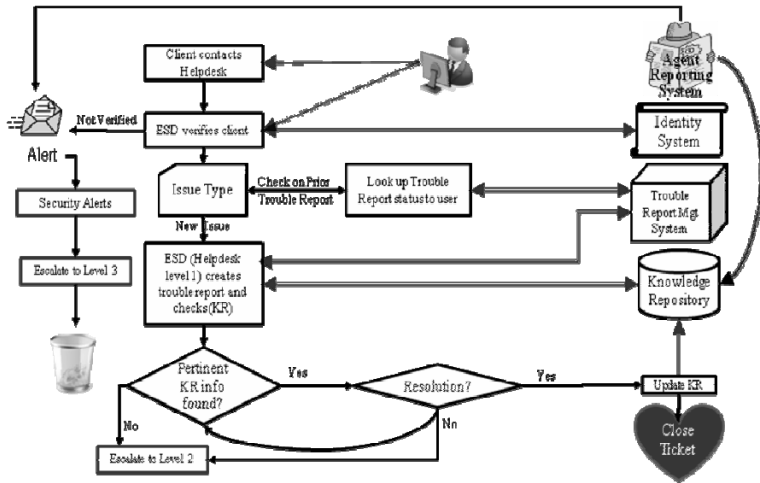 Client contacts
Helpdesk
Agent
Reporting
System
Not Verified
ESD verifies client
Identity
System
Alert
Issue Type
Check on Prior
Trouble Report
Look up Trouble
Report status to user
Trouble
Report Mgt
System
Security Alerts
New Issue
ESD (Helpdesk
level 1) creates
trouble report and
checks(KR)
Escalate to Level 3
Knowledge
Repository
Pertinent
KR info
found?
Yes
Resolution?
Yes
Update KR
No
No
Escalate to Level 2
Close
Ticket